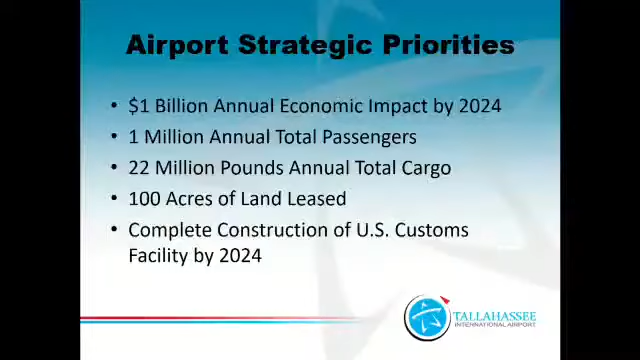 Airport Strategic Priorities
• $1 Billion Annual Economic Impact by 2024
• 1 Million Annual Total Passengers
• 22 Million Pounds Annual Total Cargo
• 100 Acres of Land Leased
• Complete Construction of U.S. Customs
Facility by 2024
TALLAHASSEE
INTERNATIONAL AIRPORT